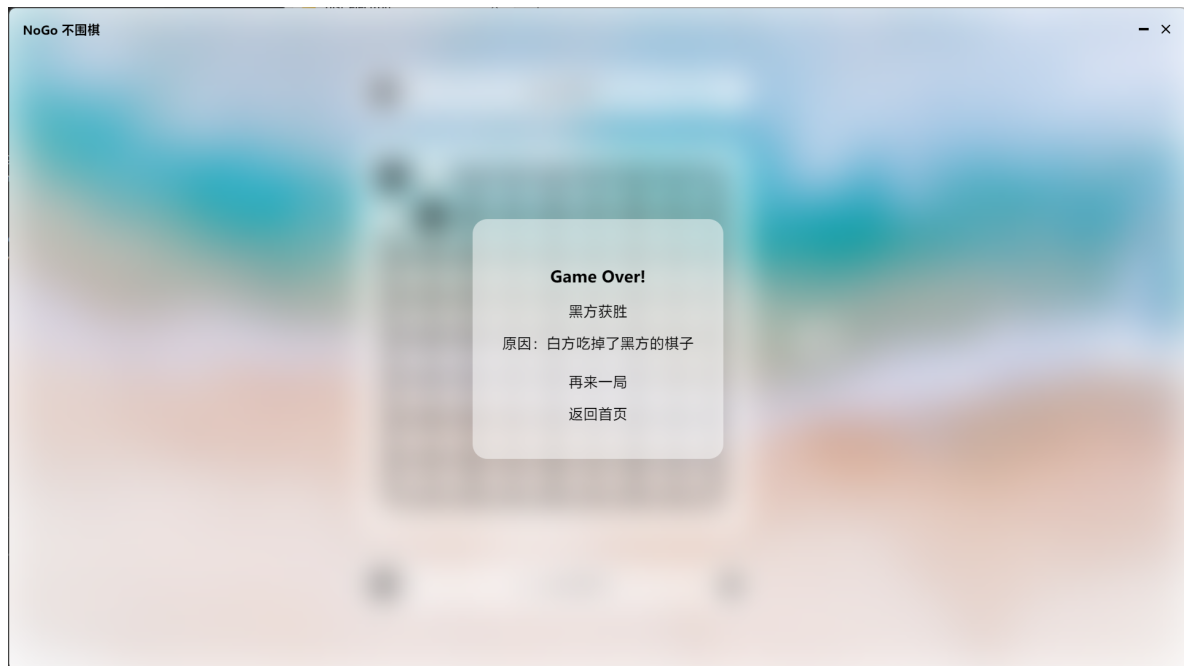 NoGo 不围棋
Game Over!
黑方获胜
原因：白方吃掉了黑方的棋子
再来一局
返回首页